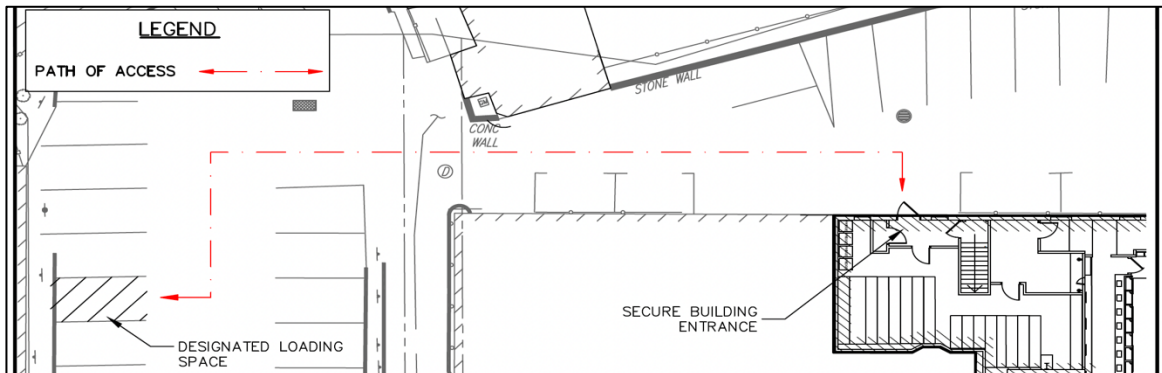 LEGEND
PATH OF ACCESS
STONE WALL
CONC
WALL
D
SECURE BUILDING
ENTRANCE
DESIGNATED LOADING
SPACE